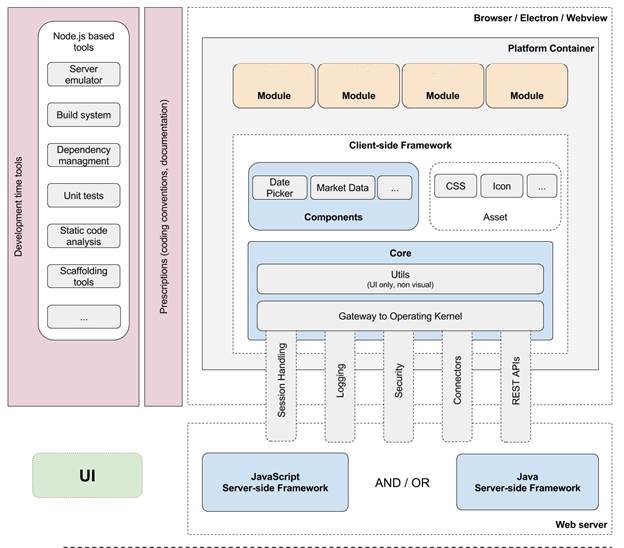 Development time tools
Node.js based
tools
Server
emulator
Build system
Dependency
managment
Unit tests
Static code
analysis
Scaffolding
tools
...
Prescriptions (coding conventions, documentation)
Browser / Electron / Webview
Platform Container
Module
Module
Module
Module
Client-side Framework
Date
Picker
Market Data
...
Components
CSS
Icon
...
Asset
Core
Utils
(UI only, non visual)
Gateway to Operating Kernel
Session Handling
Logging
Security
Connectors
REST APIs
UI
JavaScript
Server-side Framework
AND / OR
Java
Server-side Framework
Web server